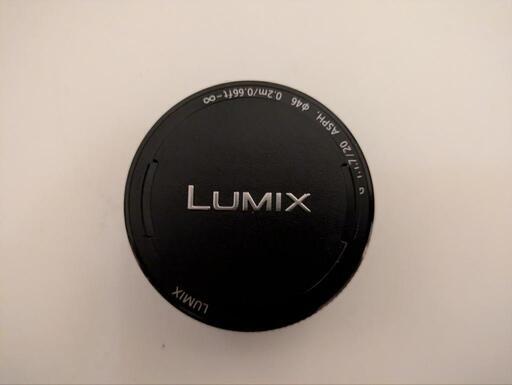 LUMIX
LUMIX G 1:1.7/20 ASPH. Φ46 0.2m/0.66ft-∞